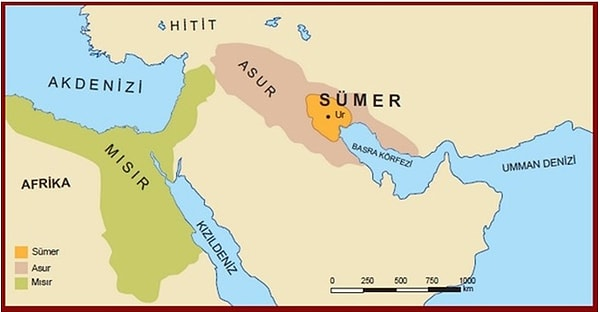 HİTİT
AKDENİZİ
ASUR
SÜMER
Ur
MISIR
BASRA KÖRFEZİ
UMMAN DENİZİ
AFRİKA
KIZILDENİZ
Sümer
Asur
Mısır
0 250 500 750 1000
km